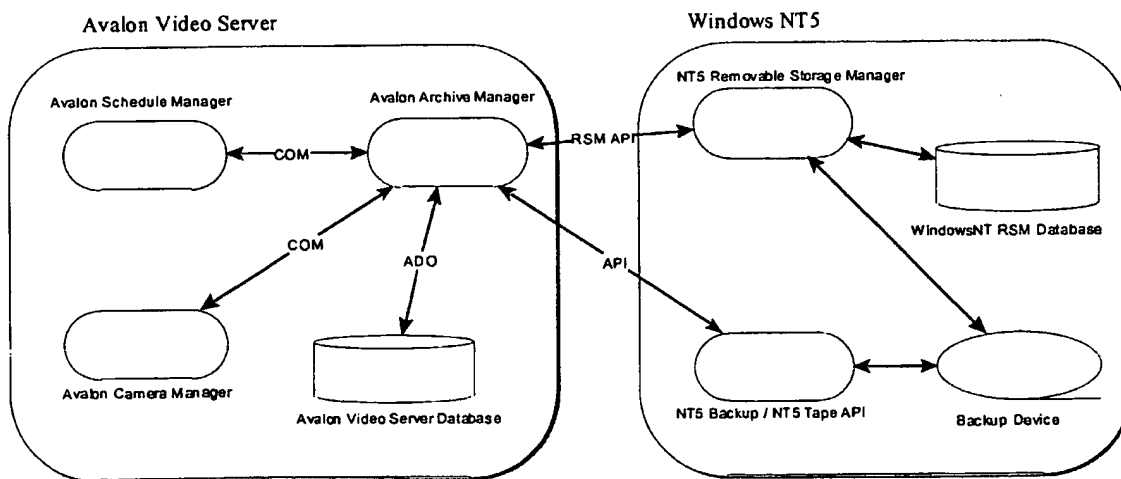 Avalon Video Server
Windows NT5
Avalon Schedule Manager
Avalon Archive Manager
NT5 Removable Storage Manager
COM
RSM API
WindowsNT RSM Database
COM
ADO
API
Avalon Camera Manager
Avalon Video Server Database
NT5 Backup / NT5 Tape API
Backup Device